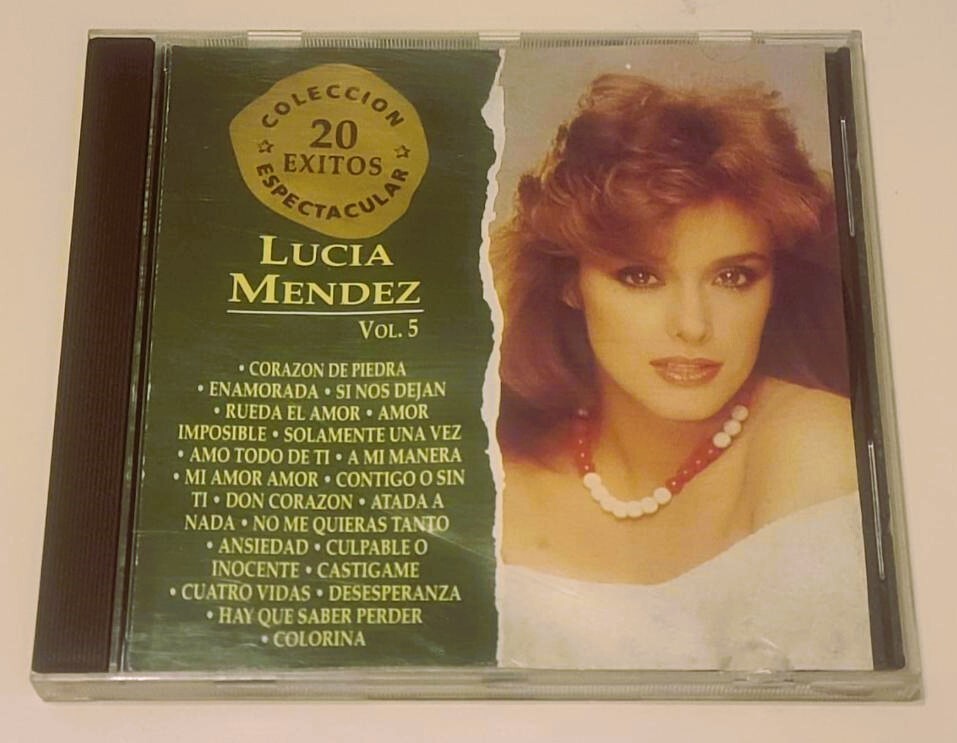 COLECCION
20
EXITOS
ESPECTACULAR
LUCIA
MENDEZ
VOL. 5
• CORAZON DE PIEDRA
• ENAMORADA • SI NOS DEJAN
• RUEDA EL AMOR • AMOR
IMPOSIBLE • SOLAMENTE UNA VEZ
• AMO TODO DE TI • A MI MANERA
• MI AMOR AMOR • CONTIGO O SIN
TI • DON CORAZON • ATADA A
NADA • NO ME QUIERAS TANTO
• ANSIEDAD • CULPABLE O
INOCENTE • CASTIGAME
• CUATRO VIDAS • DESESPERANZA
• HAY QUE SABER PERDER
• COLORINA